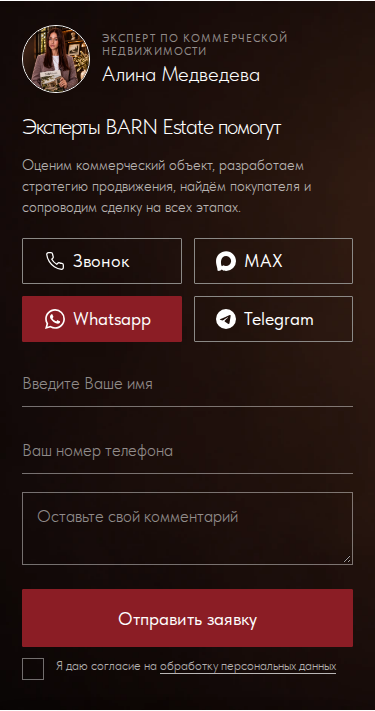 ЭКСПЕРТ ПО КОММЕРЧЕСКОЙ
НЕДВИЖИМОСТИ
Алина Медведева
Эксперты BARN Estate помогут
Оценим коммерческий объект, разработаем
стратегию продвижения, найдём покупателя и
сопроводим сделку на всех этапах.
Звонок
MAX
Whatsapp
Telegram
Введите Ваше имя
Ваш номер телефона
Оставьте свой комментарий
Отправить заявку
Я даю согласие на обработку персональных данных